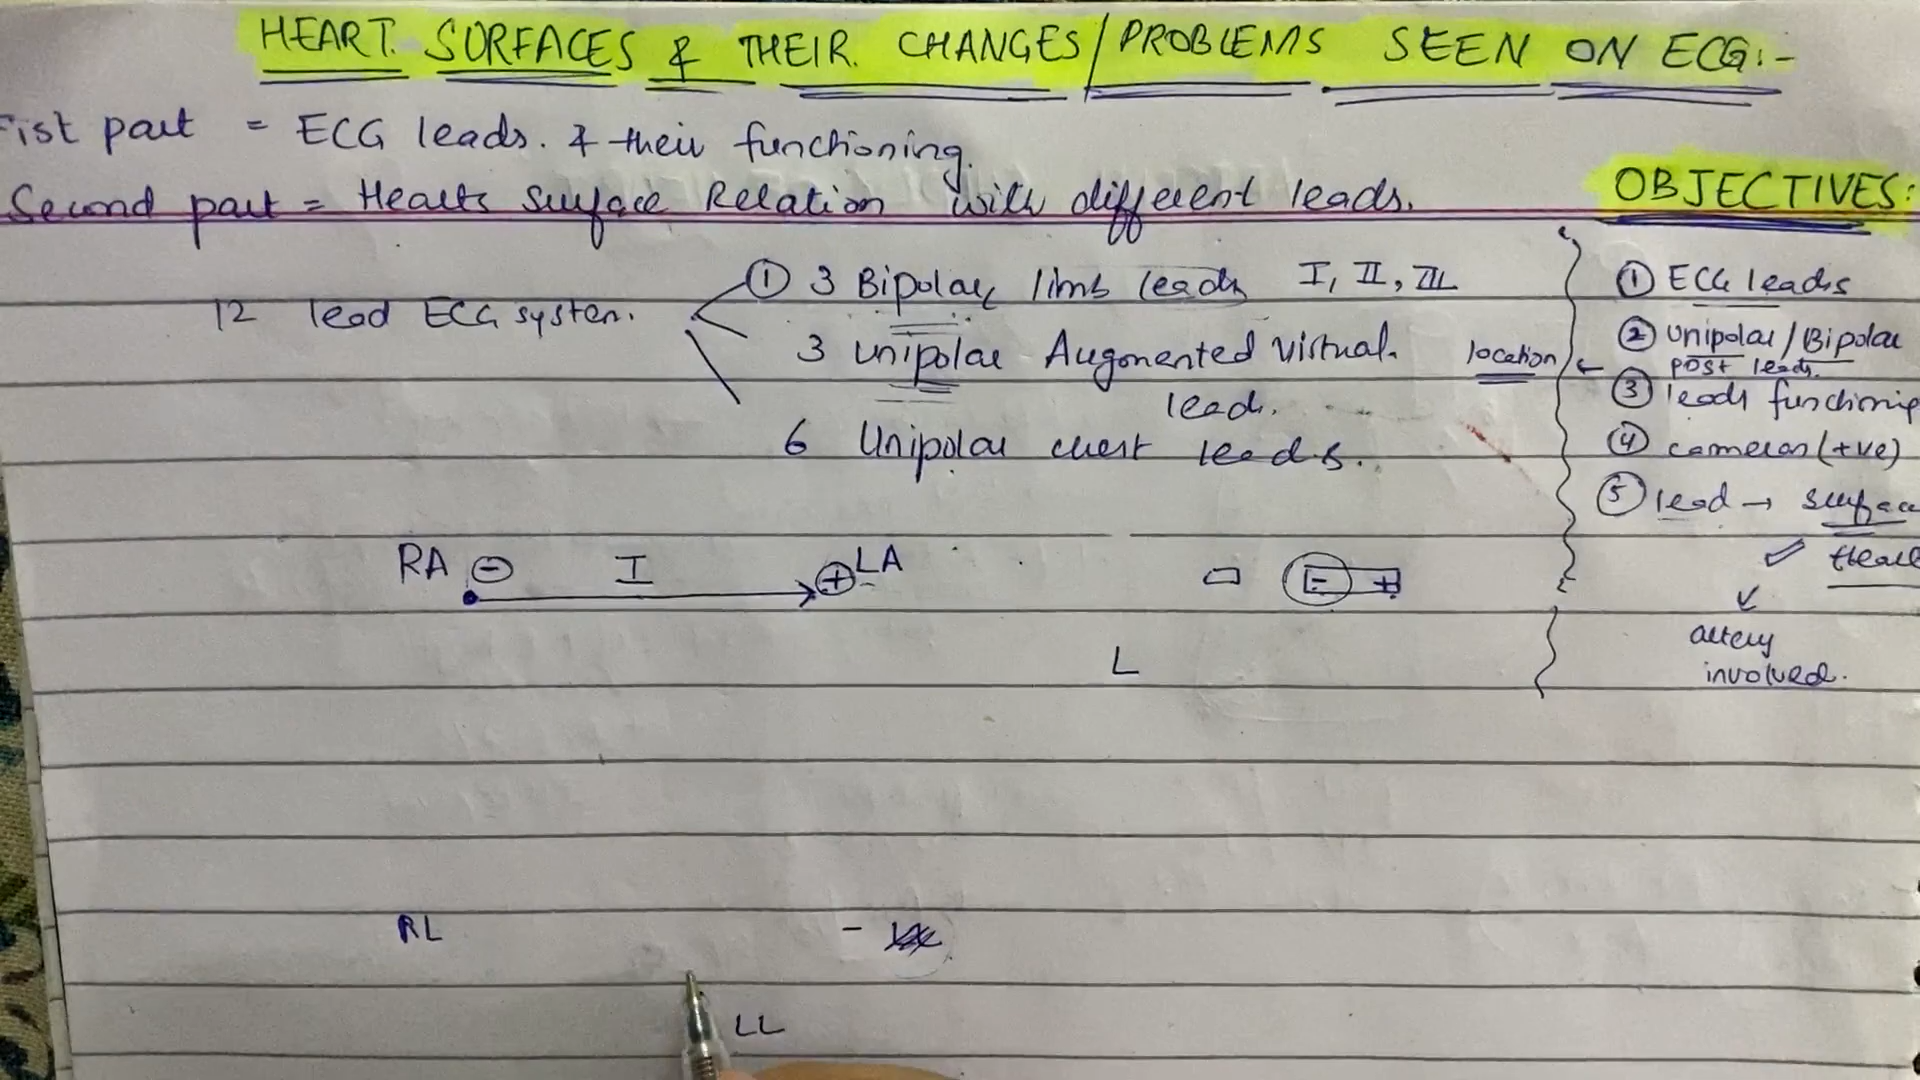 HEART SURFACES & THEIR CHANGES/PROBLEMS SEEN ON ECG:-
Fist part = ECG leads. & their functioning.
Second part = Hearts Surface Relation with different leads.
12 lead ECG system.
① 3 Bipolar limb leads I, II, III
3 Unipolar Augmented virtual lead.
6 Unipolar chest leads.
location
OBJECTIVES:
① ECG leads
② Unipolar/Bipolar
post leads.
③ leads functioning
④ cameras (+ve)
⑤ lead → surface
Heart
artery
involved.
RA - I + LA
- +
L
RL
-
LL